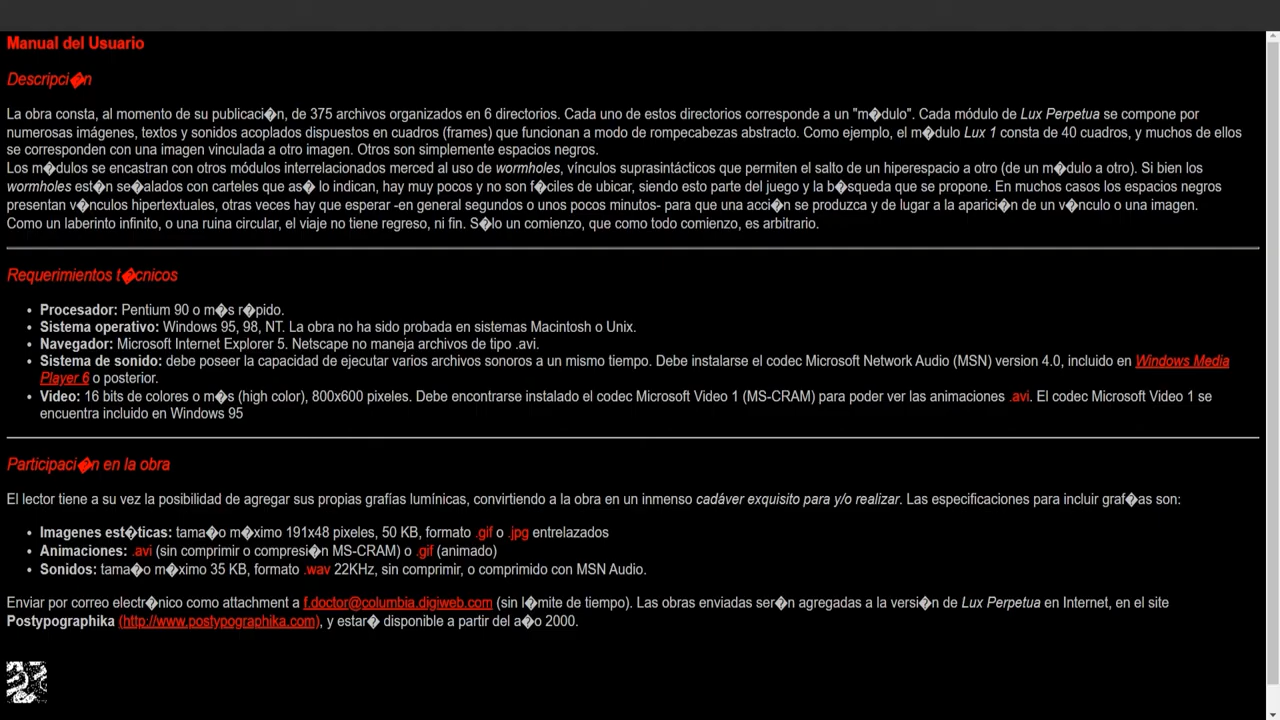 Manual del Usuario
Descripci�n
La obra consta, al momento de su publicaci�n, de 375 archivos organizados en 6 directorios. Cada uno de estos directorios corresponde a un "m�dulo". Cada módulo de Lux Perpetua se compone por
numerosas imágenes, textos y sonidos acoplados dispuestos en cuadros (frames) que funcionan a modo de rompecabezas abstracto. Como ejemplo, el m�dulo Lux 1 consta de 40 cuadros, y muchos de ellos
se corresponden con una imagen vinculada a otro imagen. Otros son simplemente espacios negros.
Los m�dulos se encastran con otros módulos interrelacionados merced al uso de wormholes, vínculos suprasintácticos que permiten el salto de un hiperespacio a otro (de un m�dulo a otro). Si bien los
wormholes est�n se�alados con carteles que as� lo indican, hay muy pocos y no son f�ciles de ubicar, siendo esto parte del juego y la b�squeda que se propone. En muchos casos los espacios negros
presentan v�nculos hipertextuales, otras veces hay que esperar -en general segundos o unos pocos minutos- para que una acci�n se produzca y de lugar a la aparici�n de un v�nculo o una imagen.
Como un laberinto infinito, o una ruina circular, el viaje no tiene regreso, ni fin. S�lo un comienzo, que como todo comienzo, es arbitrario.
Requerimientos t�cnicos
• Procesador: Pentium 90 o m�s r�pido.
• Sistema operativo: Windows 95, 98, NT. La obra no ha sido probada en sistemas Macintosh o Unix.
• Navegador: Microsoft Internet Explorer 5. Netscape no maneja archivos de tipo .avi.
• Sistema de sonido: debe poseer la capacidad de ejecutar varios archivos sonoros a un mismo tiempo. Debe instalarse el codec Microsoft Network Audio (MSN) version 4.0, incluido en Windows Media
Player 6 o posterior.
• Video: 16 bits de colores o m�s (high color), 800x600 pixeles. Debe encontrarse instalado el codec Microsoft Video 1 (MS-CRAM) para poder ver las animaciones .avi. El codec Microsoft Video 1 se
encuentra incluido en Windows 95
Participaci�n en la obra
El lector tiene a su vez la posibilidad de agregar sus propias grafías lumínicas, convirtiendo a la obra en un inmenso cadáver exquisito para y/o realizar. Las especificaciones para incluir graf�as son:
• Imagenes est�ticas: tama�o m�ximo 191x48 pixeles, 50 KB, formato .gif o .jpg entrelazados
• Animaciones: .avi (sin comprimir o compresi�n MS-CRAM) o .gif (animado)
• Sonidos: tama�o m�ximo 35 KB, formato .wav 22KHz, sin comprimir, o comprimido con MSN Audio.
Enviar por correo electr�nico como attachment a f.doctor@columbia.digiweb.com (sin l�mite de tiempo). Las obras enviadas ser�n agregadas a la versi�n de Lux Perpetua en Internet, en el site
Postypographika (http://www.postypographika.com), y estar� disponible a partir del a�o 2000.